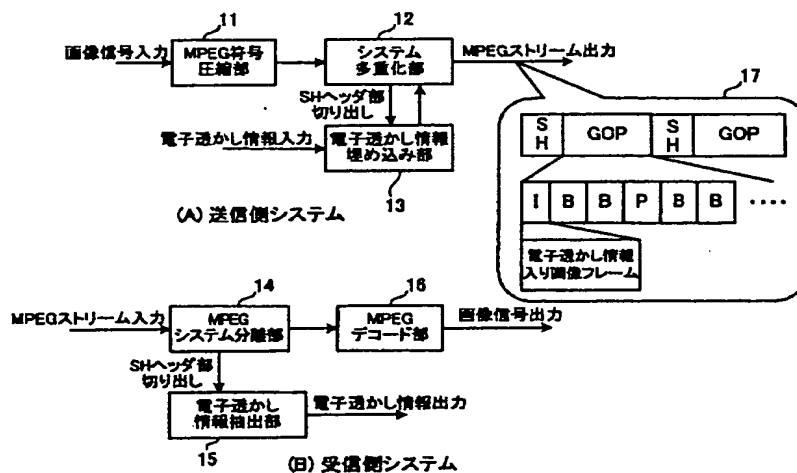 11
12
画像信号入力
MPEG符号
圧縮部
システム
多重化部
MPEGストリーム出力
17
SHヘッダ部
切り出し
電子透かし情報入力
電子透かし情報
埋め込み部
13
(A) 送信側システム
S
H
GOP
S
H
GOP
I
B
B
P
B
B
‥‥
電子透かし情報
入り画像フレーム
14
16
MPEGストリーム入力
MPEG
システム分離部
MPEG
デコード部
画像信号出力
SHヘッダ部
切り出し
電子透かし
情報抽出部
電子透かし情報出力
15
(B) 受信側システム